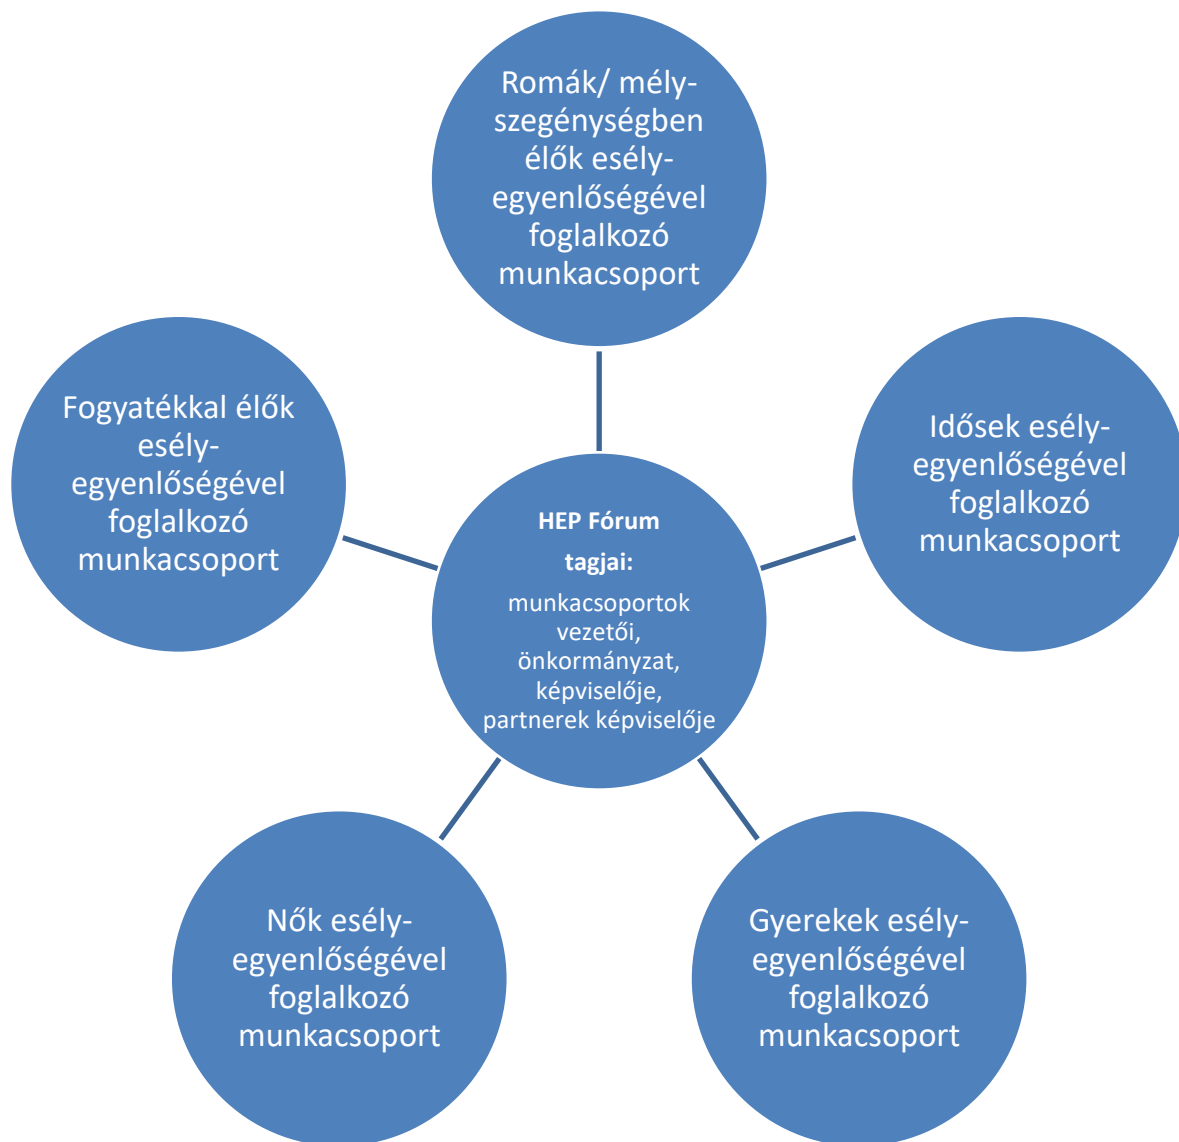 Romák/ mély-
szegénységben
élők esély-
egyenlőségével
foglalkozó
munkacsoport
Fogyatékkal élők
esély-
egyenlőségével
foglalkozó
munkacsoport
Idősek esély-
egyenlőségével
foglalkozó
munkacsoport
HEP Fórum
tagjai:
munkacsoportok
vezetői,
önkormányzat,
képviselője,
partnerek képviselője
Nők esély-
egyenlőségével
foglalkozó
munkacsoport
Gyerekek esély-
egyenlőségével
foglalkozó
munkacsoport